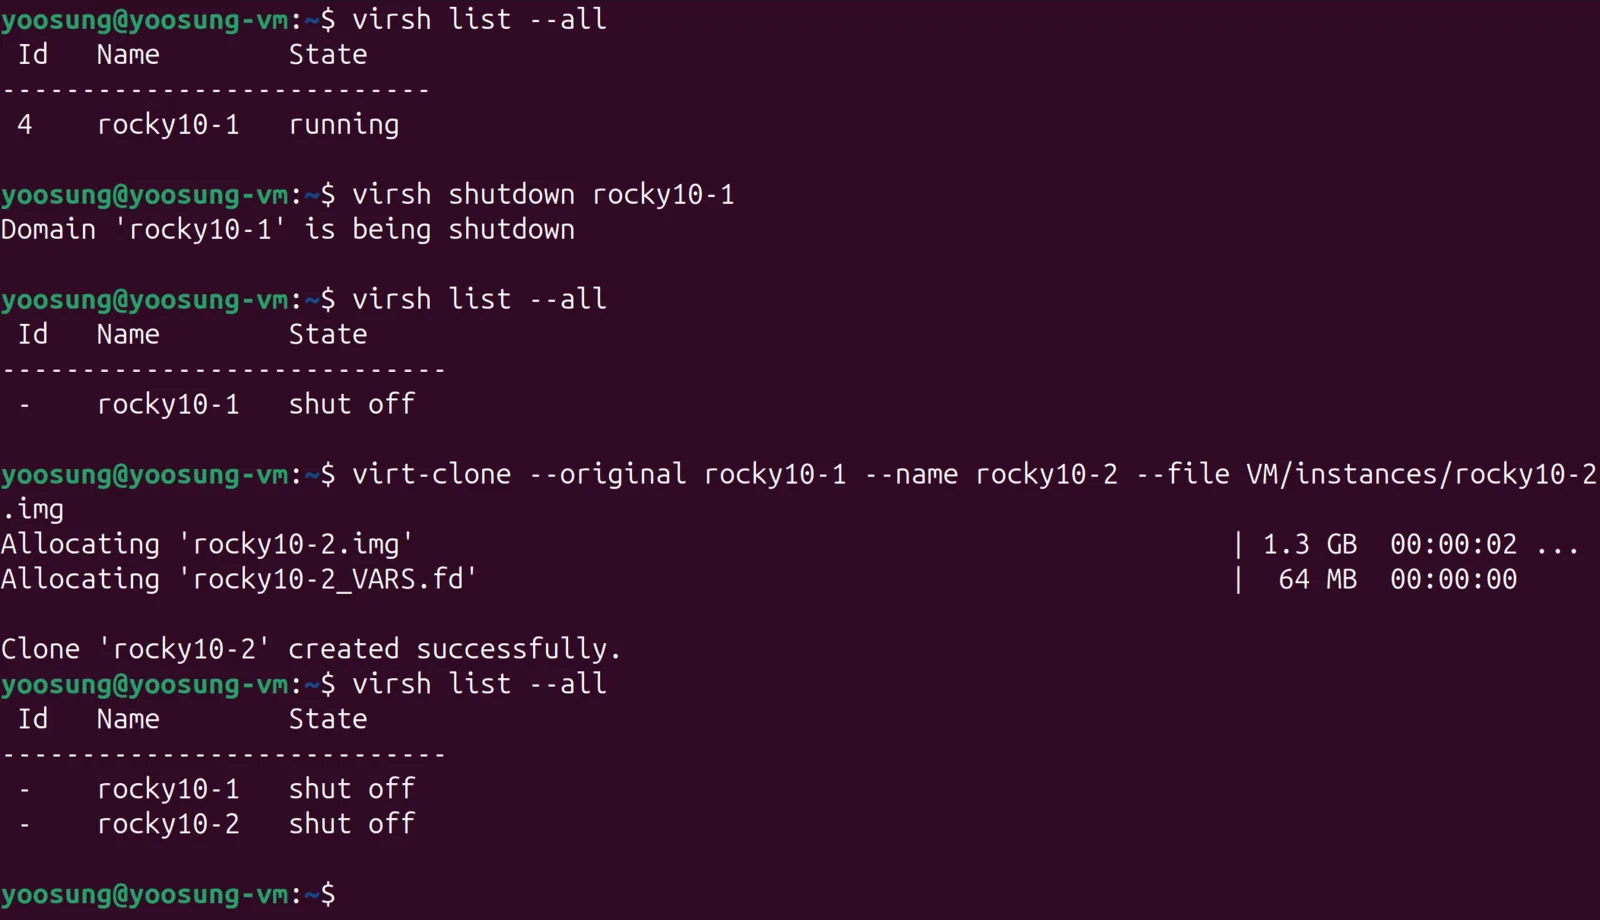 yoosung@yoosung-vm:~$ virsh list --all
 Id   Name        State
---------------------------
 4    rocky10-1   running

yoosung@yoosung-vm:~$ virsh shutdown rocky10-1
Domain 'rocky10-1' is being shutdown

yoosung@yoosung-vm:~$ virsh list --all
 Id   Name        State
----------------------------
 -    rocky10-1   shut off

yoosung@yoosung-vm:~$ virt-clone --original rocky10-1 --name rocky10-2 --file VM/instances/rocky10-2
.img
Allocating 'rocky10-2.img'                                                   | 1.3 GB  00:00:02 ...
Allocating 'rocky10-2_VARS.fd'                                               |  64 MB  00:00:00

Clone 'rocky10-2' created successfully.
yoosung@yoosung-vm:~$ virsh list --all
 Id   Name        State
----------------------------
 -    rocky10-1   shut off
 -    rocky10-2   shut off

yoosung@yoosung-vm:~$